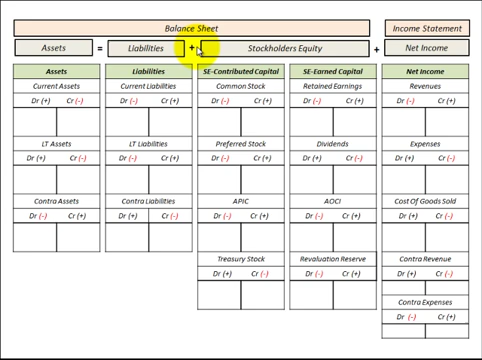 Balance Sheet Income Statement
Assets = Liabilities + Stockholders Equity + Net Income
Assets Liabilities SE-Contributed Capital SE-Earned Capital Net Income
Current Assets Current Liabilities Common Stock Retained Earnings Revenues
Dr (+) Cr (-) Dr (-) Cr (+) Dr (-) Cr (+) Dr (-) Cr (+) Dr (-) Cr (+)
LT Assets LT Liabilities Preferred Stock Dividends Expenses
Dr (+) Cr (-) Dr (-) Cr (+) Dr (-) Cr (+) Dr (+) Cr (-) Dr (+) Cr (-)
Contra Assets Contra Liabilities APIC AOCI Cost Of Goods Sold
Dr (-) Cr (+) Dr (+) Cr (-) Dr (-) Cr (+) Dr (-) Cr (+) Dr (+) Cr (-)
Treasury Stock Revaluation Reserve Contra Revenue
Dr (+) Cr (-) Dr (-) Cr (+) Dr (+) Cr (-)
Contra Expenses
Dr (-) Cr (+)